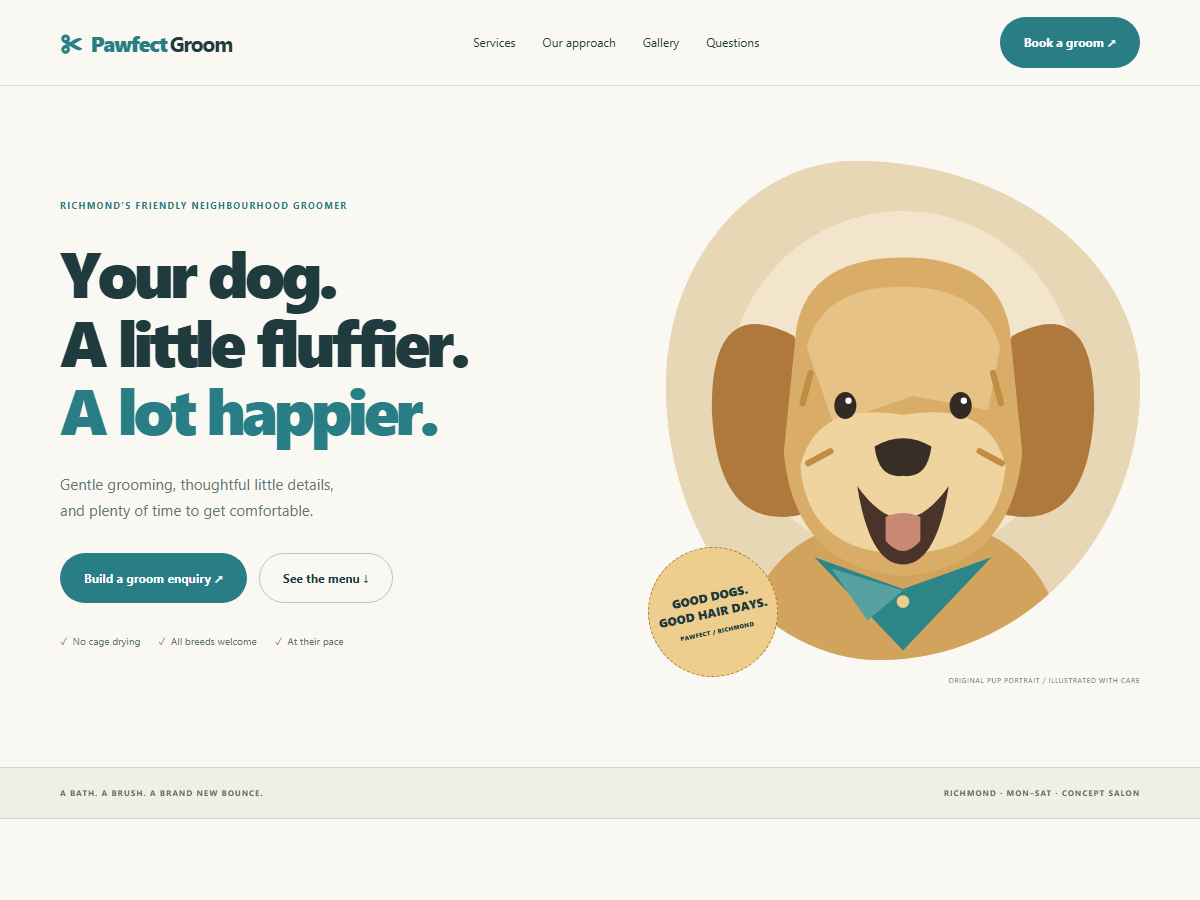 Pawfect Groom
Services
Our approach
Gallery
Questions
Book a groom ↗
RICHMOND'S FRIENDLY NEIGHBOURHOOD GROOMER
Your dog.
A little fluffier.
A lot happier.
Gentle grooming, thoughtful little details,
and plenty of time to get comfortable.
Build a groom enquiry ↗
See the menu ↓
✓ No cage drying
✓ All breeds welcome
✓ At their pace
GOOD DOGS.
GOOD HAIR DAYS.
PAWFECT / RICHMOND
ORIGINAL PUP PORTRAIT / ILLUSTRATED WITH CARE
A BATH. A BRUSH. A BRAND NEW BOUNCE.
RICHMOND · MON–SAT · CONCEPT SALON